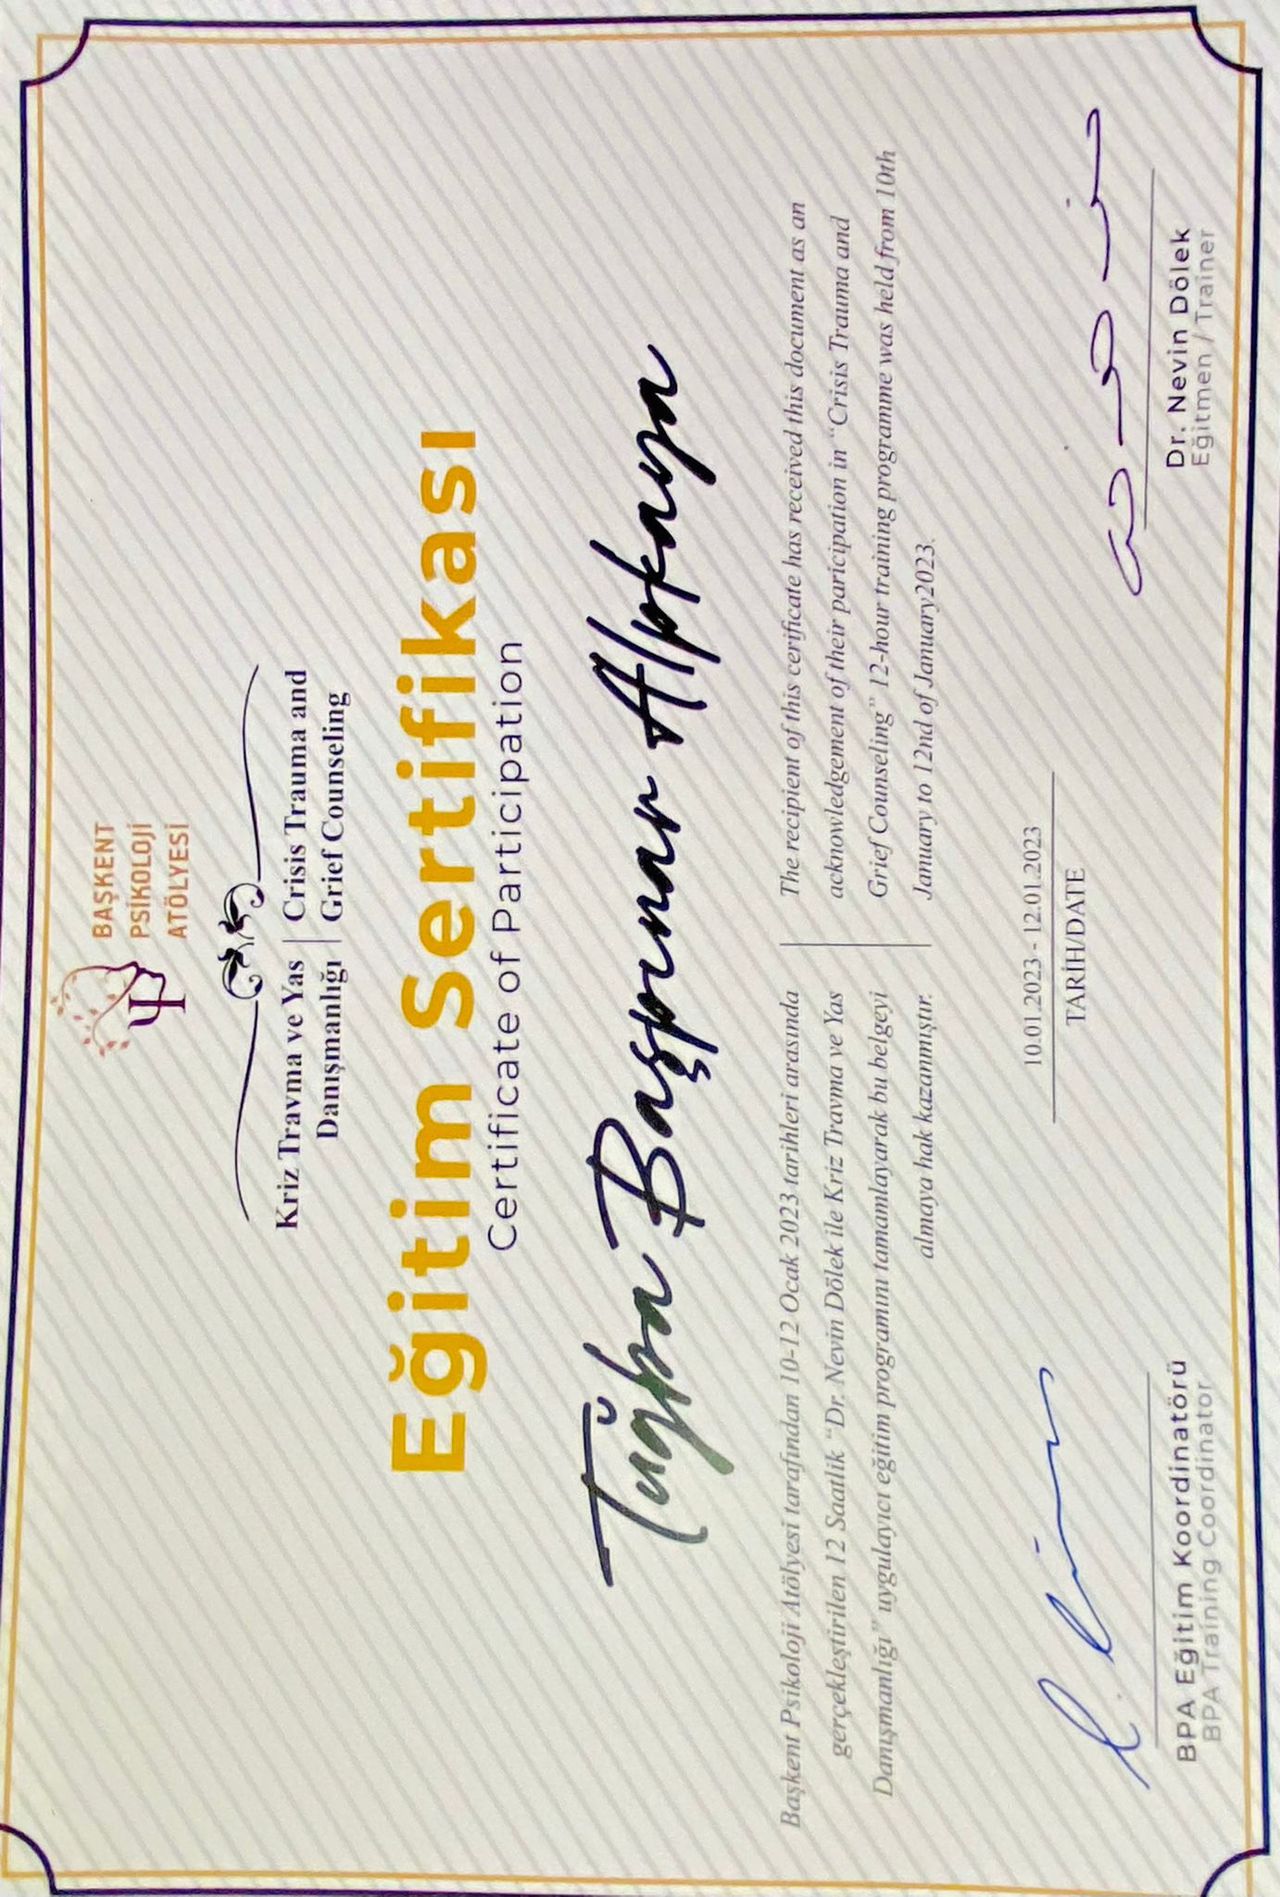 BAŞKENT
PSİKOLOJİ
ATÖLYESİ
Kriz Travma ve Yas
Danışmanlığı
Crisis Trauma and
Grief Counseling
Eğitim Sertifikası
Certificate of Participation
Tuğba Başpınar Alpkaya
Başkent Psikoloji Atölyesi tarafından 10-12 Ocak 2023 tarihleri arasında
gerçekleştirilen 12 Saatlik “Dr. Nevin Dölek ile Kriz Travma ve Yas
Danışmanlığı” uygulayıcı eğitim programını tamamlayarak bu belgeyi
almaya hak kazanmıştır.
The recipient of this cerificate has received this document as an
acknowledgement of their paricipation in “Crisis Trauma and
Grief Counseling” 12-hour training programme was held from 10th
January to 12nd of January2023.
10.01.2023 - 12.01.2023
TARİH/DATE
BPA Eğitim Koordinatörü
BPA Training Coordinator
Dr. Nevin Dölek
Eğitmen / Trainer